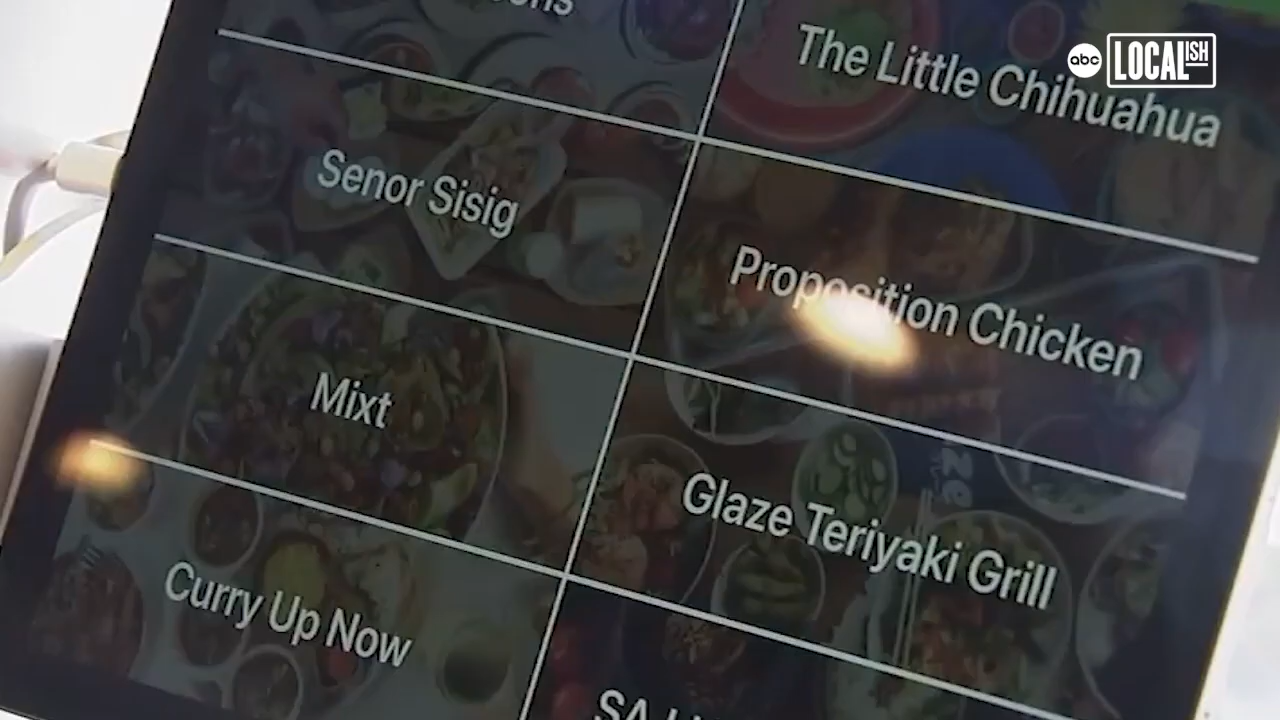 The Little Chihuahua
abc LOCALISH
Senor Sisig
Proposition Chicken
Mixt
Glaze Teriyaki Grill
Curry Up Now